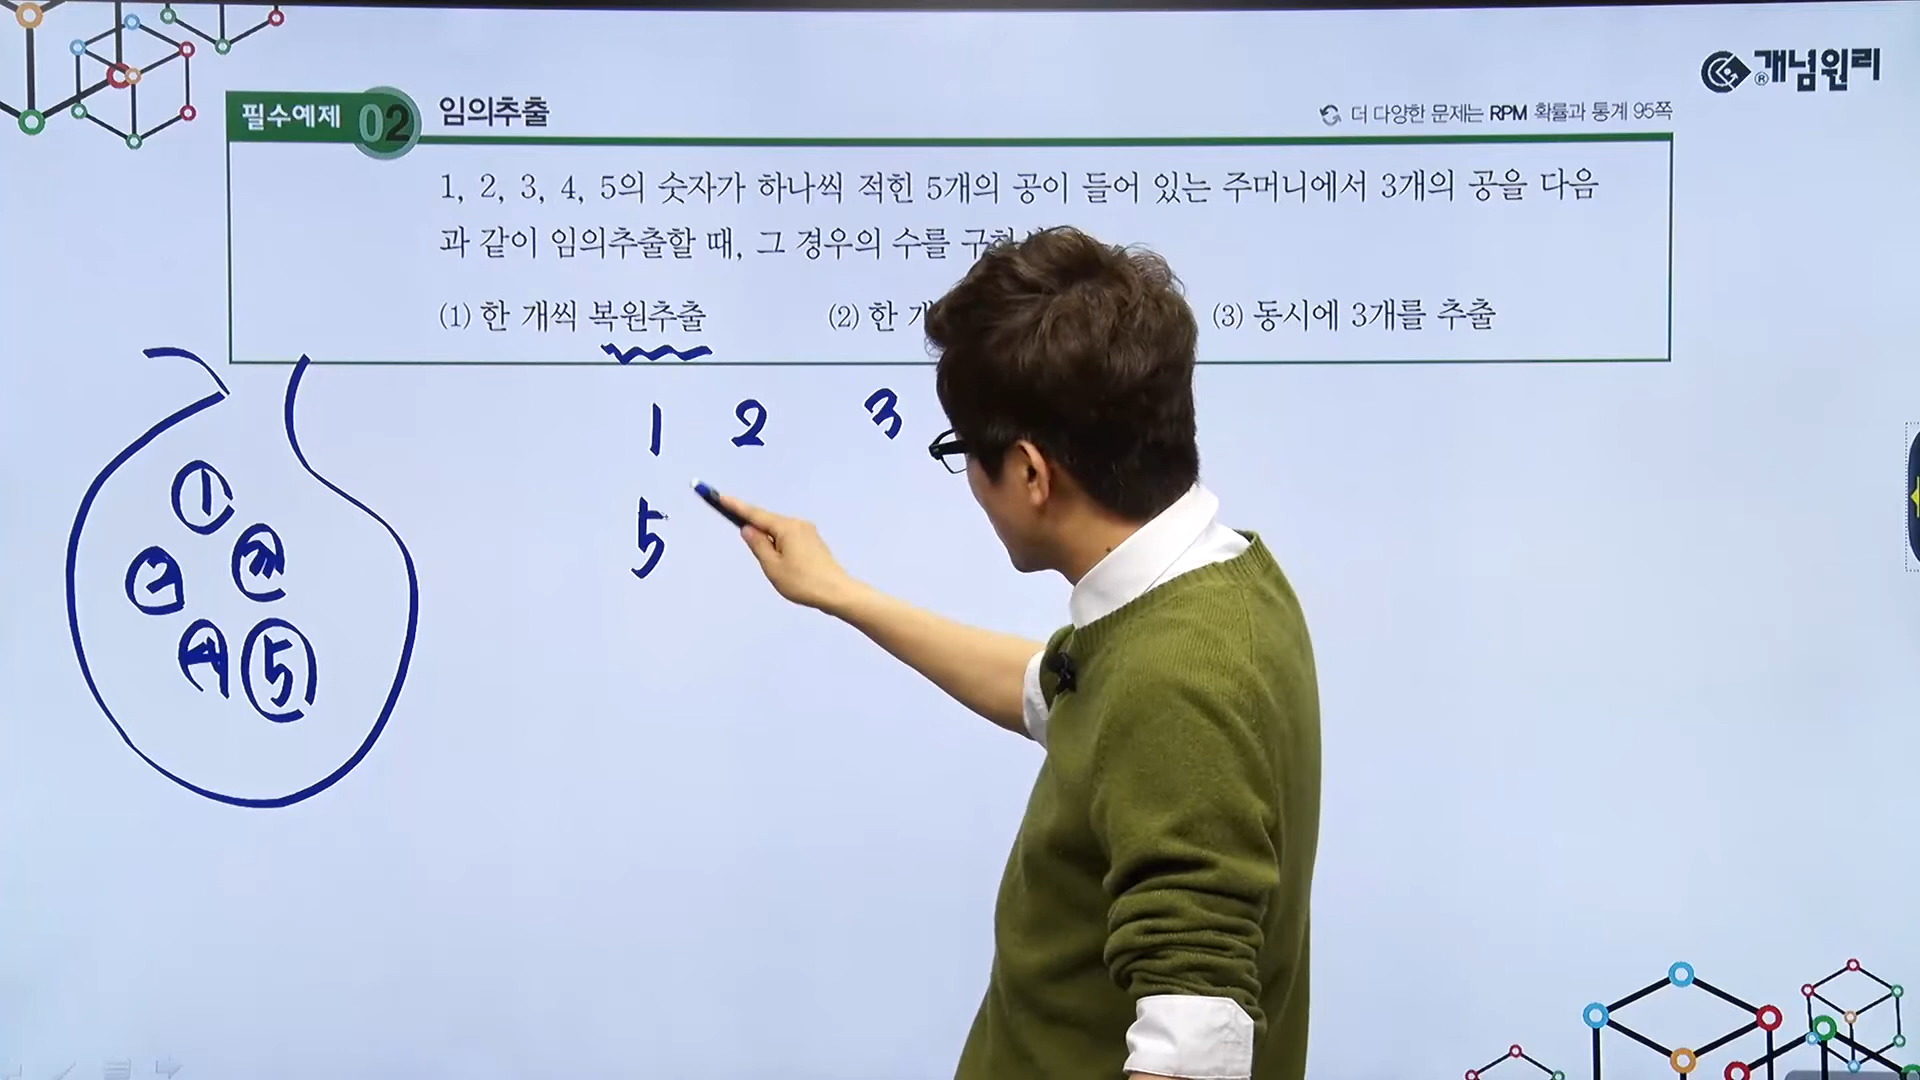 개념원리
®
필수예제 02 임의추출
더 다양한 문제는 RPM 확률과 통계 95쪽
1, 2, 3, 4, 5의 숫자가 하나씩 적힌 5개의 공이 들어 있는 주머니에서 3개의 공을 다음
과 같이 임의추출할 때, 그 경우의 수를
(1) 한 개씩 복원추출 (2) 한 (3) 동시에 3개를 추출
1 2 3
5
①
② ③
④ ⑤